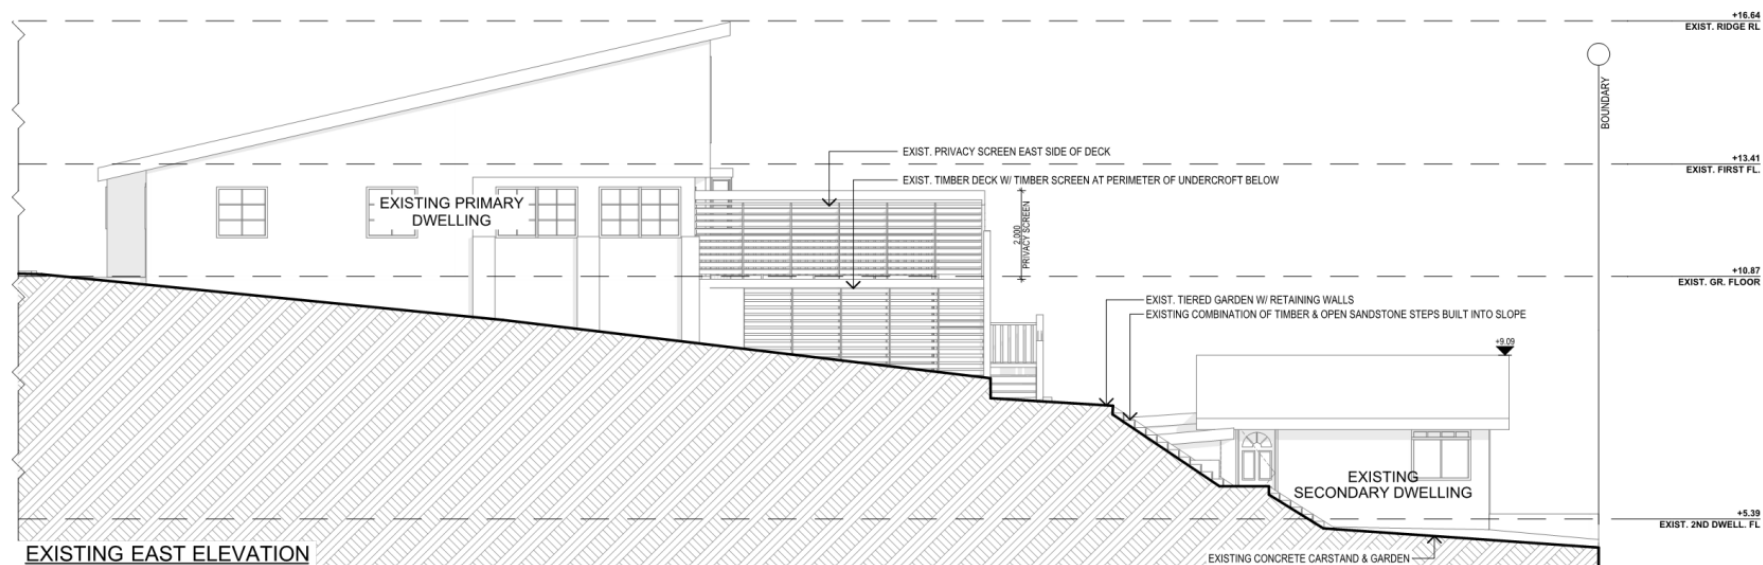 +16.64
EXIST. RIDGE RL
BOUNDARY
EXIST. PRIVACY SCREEN EAST SIDE OF DECK
+13.41
EXIST. FIRST FL.
EXIST. TIMBER DECK W/ TIMBER SCREEN AT PERIMETER OF UNDERCROFT BELOW
EXISTING PRIMARY
DWELLING
2,000
PRIVACY SCREEN
+10.87
EXIST. GR. FLOOR
EXIST. TIERED GARDEN W/ RETAINING WALLS
EXISTING COMBINATION OF TIMBER & OPEN SANDSTONE STEPS BUILT INTO SLOPE
+9.09
EXISTING
SECONDARY DWELLING
+5.39
EXIST. 2ND DWELL. FL
EXISTING EAST ELEVATION
EXISTING CONCRETE CARSTAND & GARDEN